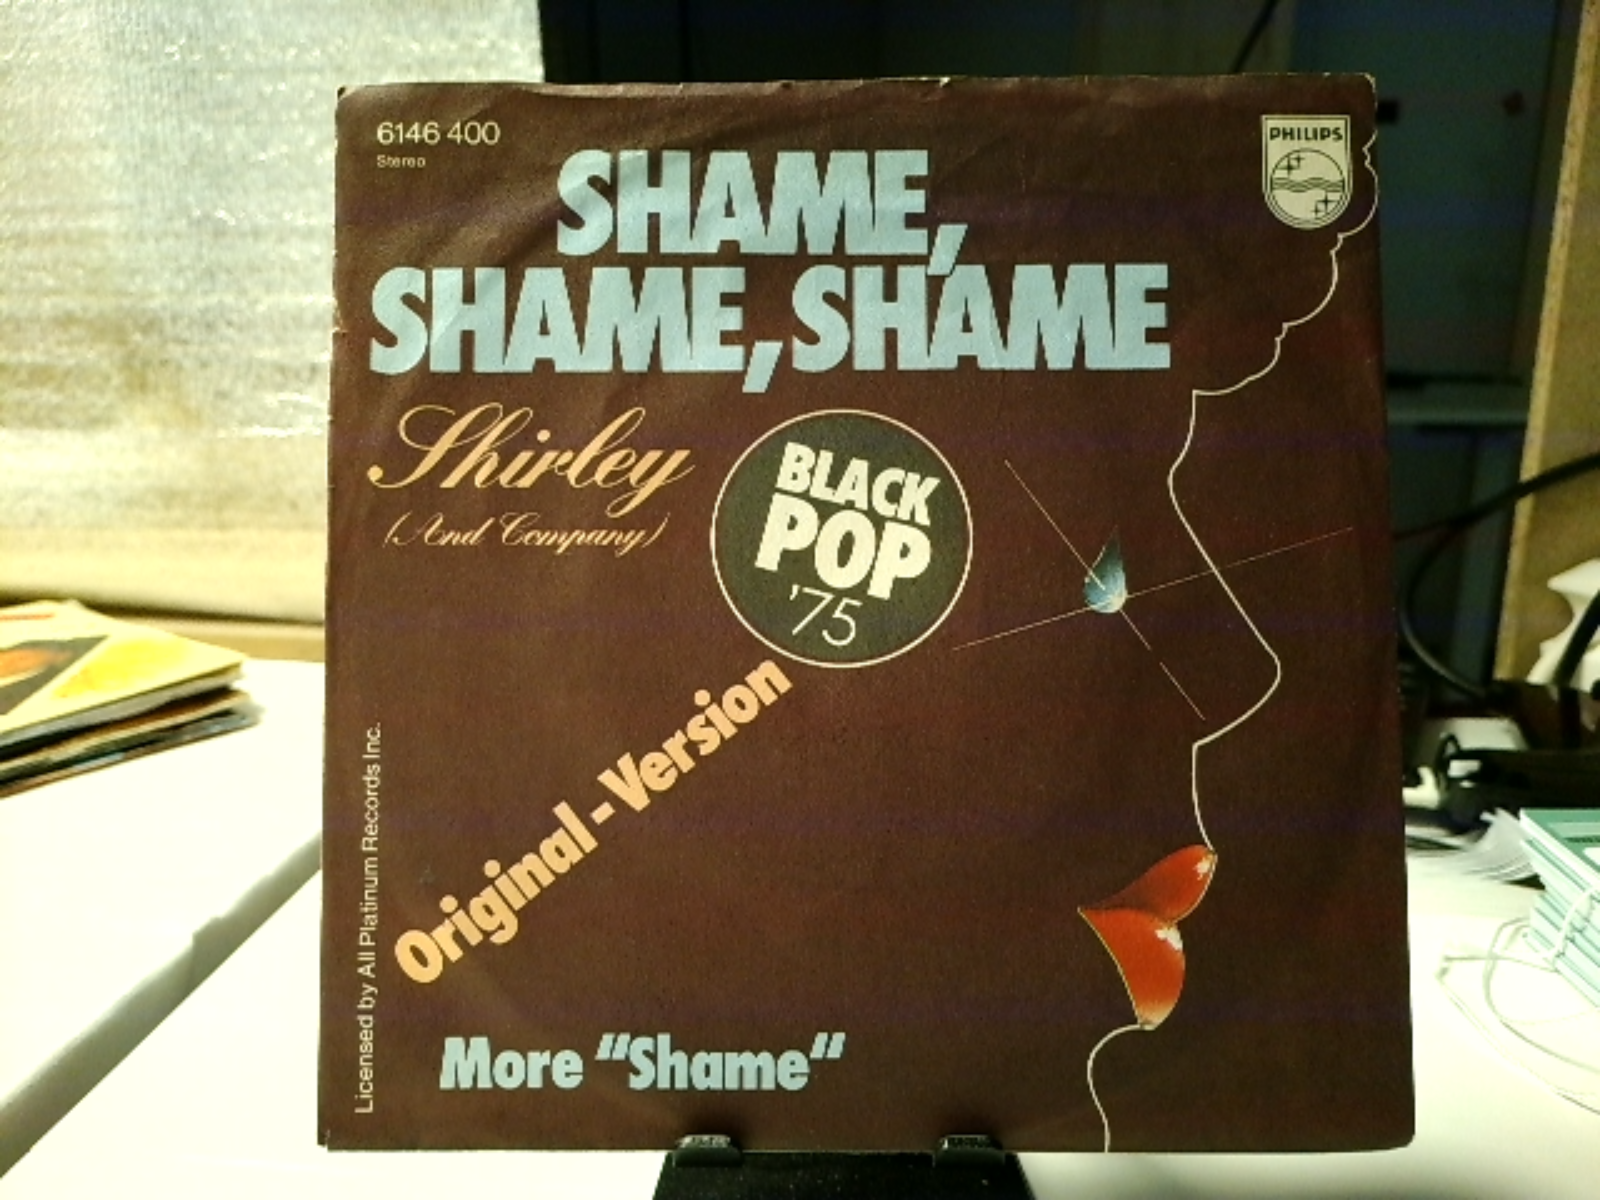 6146 400
Stereo
PHILIPS
SHAME,
SHAME, SHAME
Shirley
(And Company)
BLACK
POP
'75
Original-Version
Licensed by All Platinum Records Inc.
More "Shame"